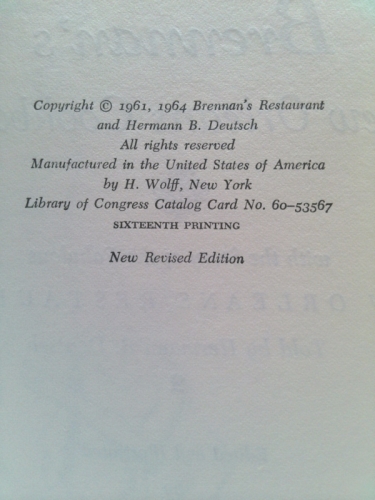 Copyright © 1961, 1964 Brennan's Restaurant
and Hermann B. Deutsch
All rights reserved
Manufactured in the United States of America
by H. Wolff, New York
Library of Congress Catalog Card No. 60–53567
SIXTEENTH PRINTING
New Revised Edition